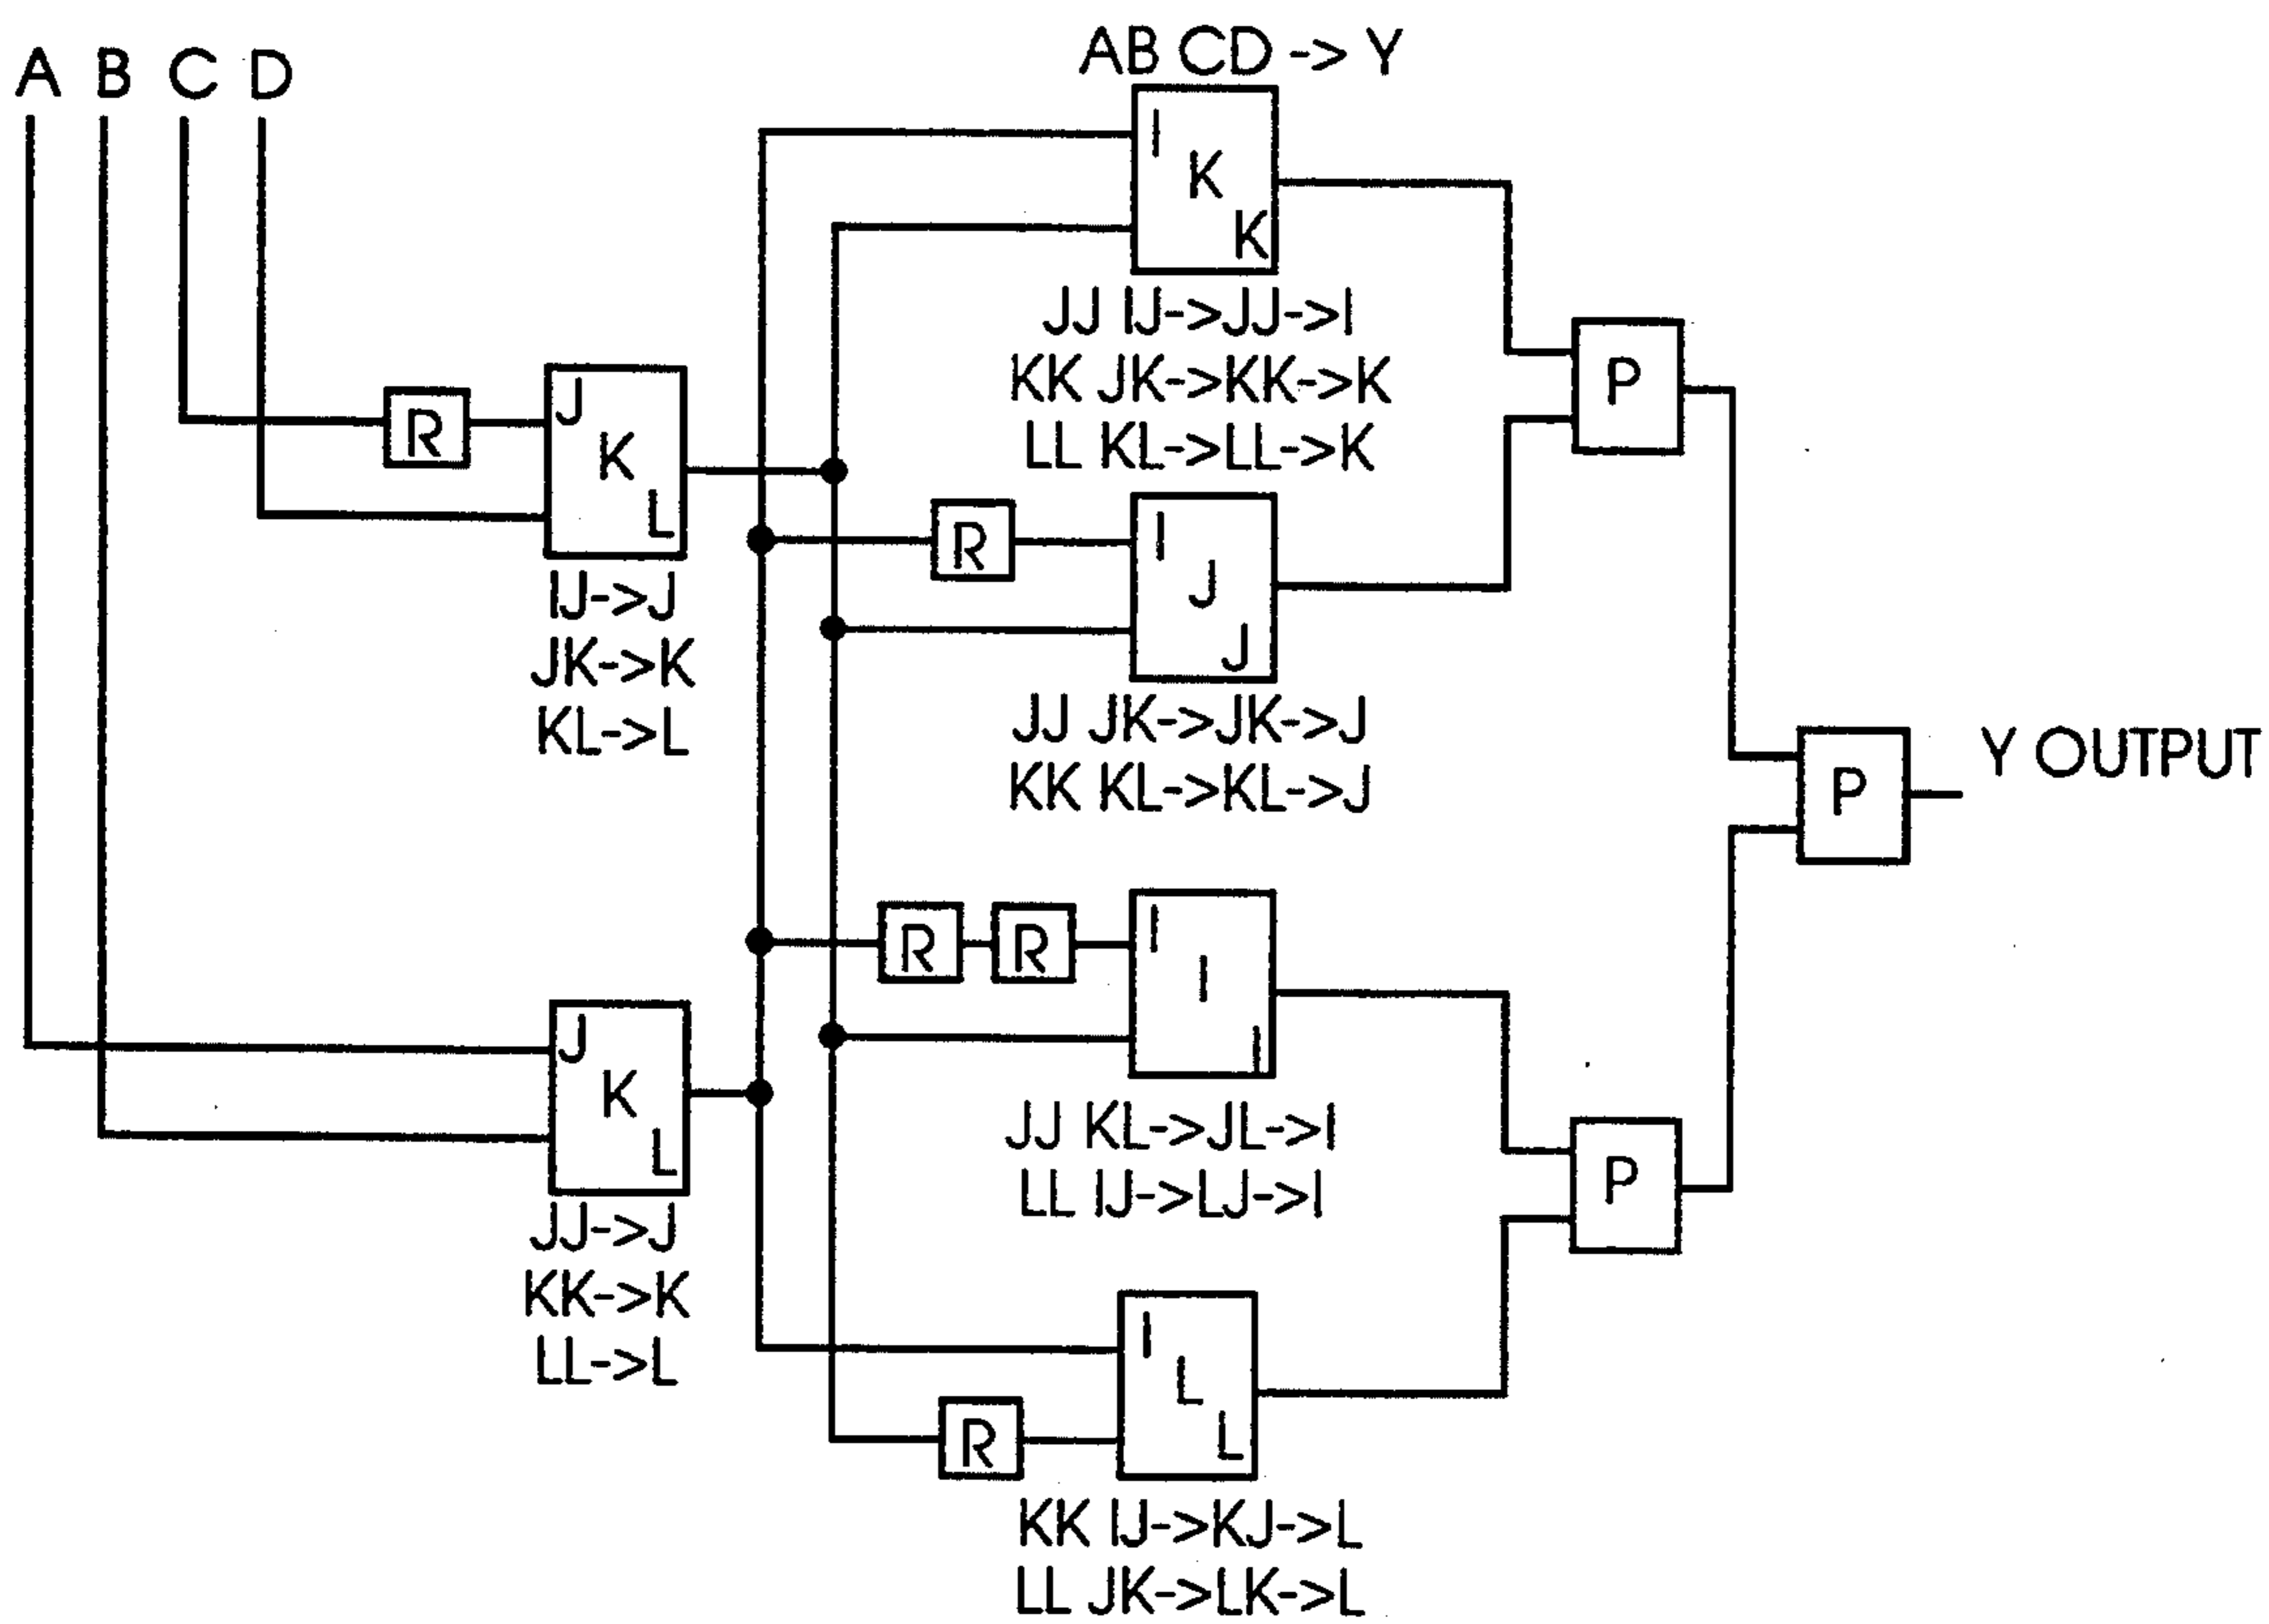 A B C D
AB CD -> Y
I
K
K
JJ IJ->JJ->I
KK JK->KK->K
LL KL->LL->K
P
R
J
K
L
IJ->J
JK->K
KL->L
R
I
J
J
JJ JK->JK->J
KK KL->KL->J
P
Y OUTPUT
R
R
I
I
I
JJ KL->JL->I
LL IJ->LJ->I
J
K
L
JJ->J
KK->K
LL->L
P
R
I
L
L
KK IJ->KJ->L
LL JK->LK->L